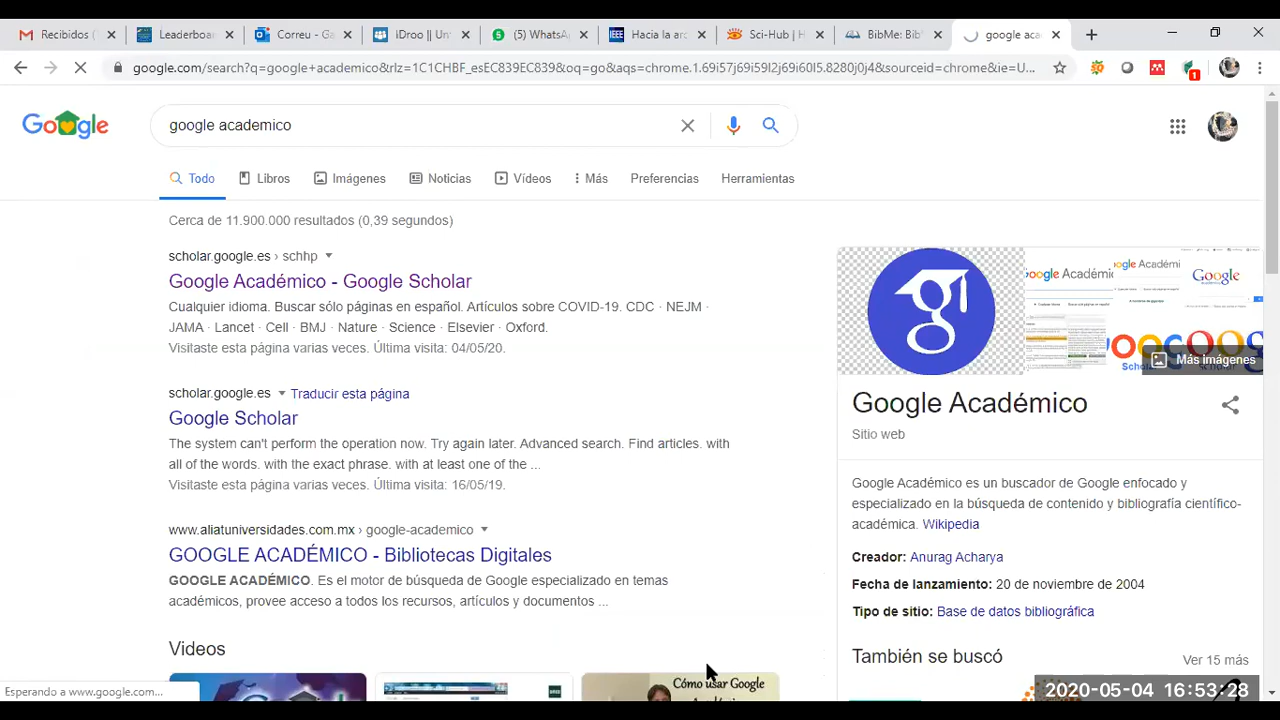 Recibidos (
Leaderboa
Correu - Ga
iDroo || Un
(5) WhatsA
IEEE
Hacia la arc
Sci-Hub | H
BibMe: Bib
google aca
google.com/search?q=google+academico&rlz=1C1CHBF_esEC839EC839&oq=go&aqs=chrome.1.69i57j69i59l2j69i60l5.8280j0j4&sourceid=chrome&ie=U...
1
Google
google academico
Todo
Libros
Imágenes
Noticias
Vídeos
Más
Preferencias
Herramientas
Cerca de 11.900.000 resultados (0,39 segundos)
scholar.google.es › schhp
Google Académico - Google Scholar
Cualquier idioma. Buscar sólo páginas en español. Artículos sobre COVID-19. CDC · NEJM ·
JAMA · Lancet · Cell · BMJ · Nature · Science · Elsevier · Oxford.
Visitaste esta página varias veces. Última visita: 04/05/20.
scholar.google.es
Traducir esta página
Google Scholar
The system can't perform the operation now. Try again later. Advanced search. Find articles. with
all of the words. with the exact phrase. with at least one of the ...
Visitaste esta página varias veces. Última visita: 16/05/19.
www.aliatuniversidades.com.mx › google-academico
GOOGLE ACADÉMICO - Bibliotecas Digitales
GOOGLE ACADÉMICO. Es el motor de búsqueda de Google especializado en temas
académicos, provee acceso a todos los recursos, artículos y documentos ...
Videos
Cómo usar Google
Más imágenes
Google Académico
Sitio web
Google Académico es un buscador de Google enfocado y
especializado en la búsqueda de contenido y bibliografía científico-
académica. Wikipedia
Creador: Anurag Acharya
Fecha de lanzamiento: 20 de noviembre de 2004
Tipo de sitio: Base de datos bibliográfica
También se buscó
Ver 15 más
Esperando a www.google.com...
2020-05-04 16:53:28